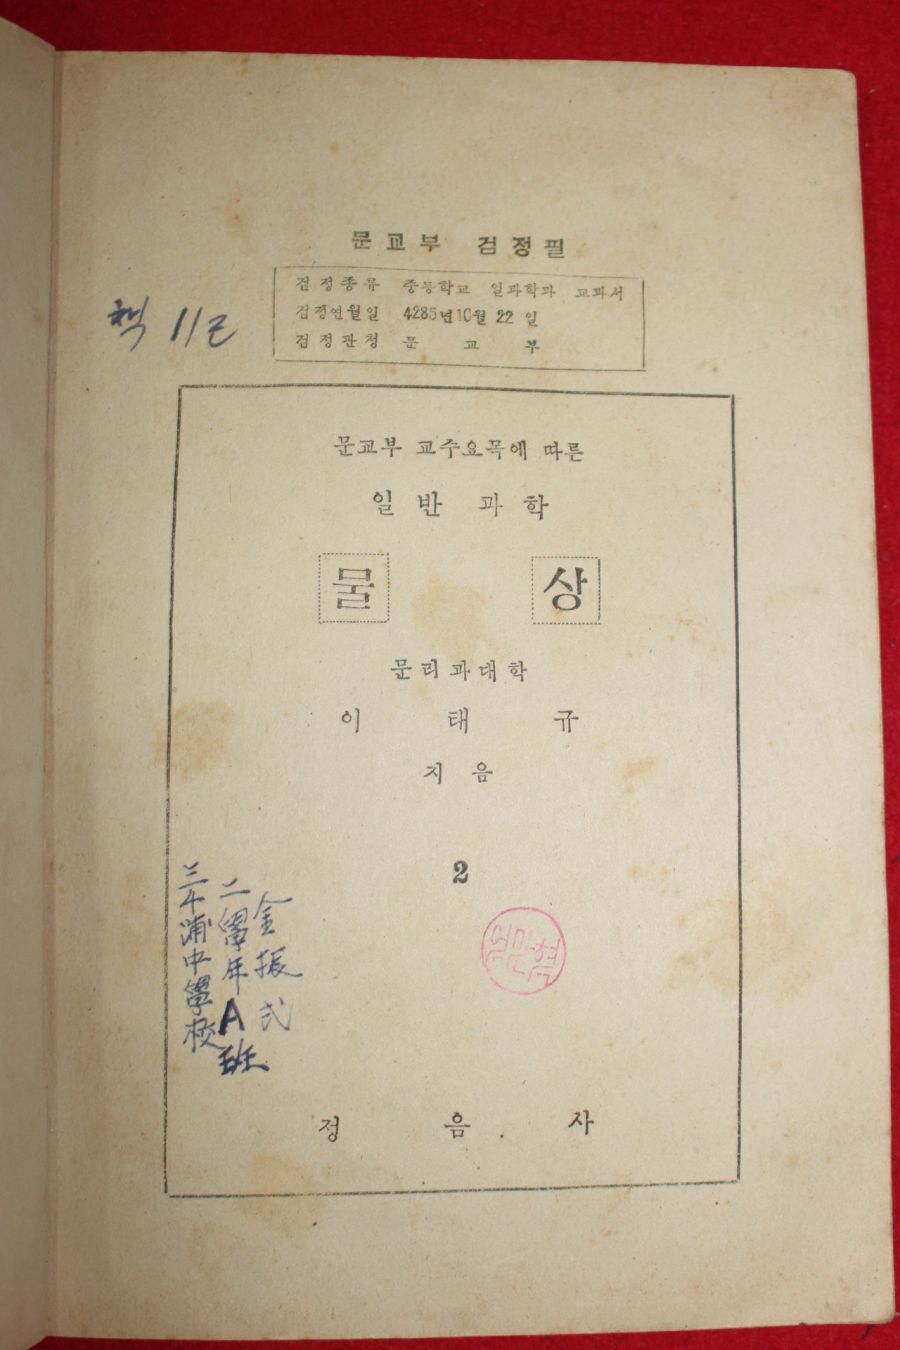 문교부 검정필
검정종류 중등학교 일과학과 교과서
검정연월일 4285년10월 22일
검정관청 문교부
책
문교부 교수요목에 따른
일반 과학
물상
문리과대학
이태규
지음
2
金振
二學年A班
三千浦中學校
정음사